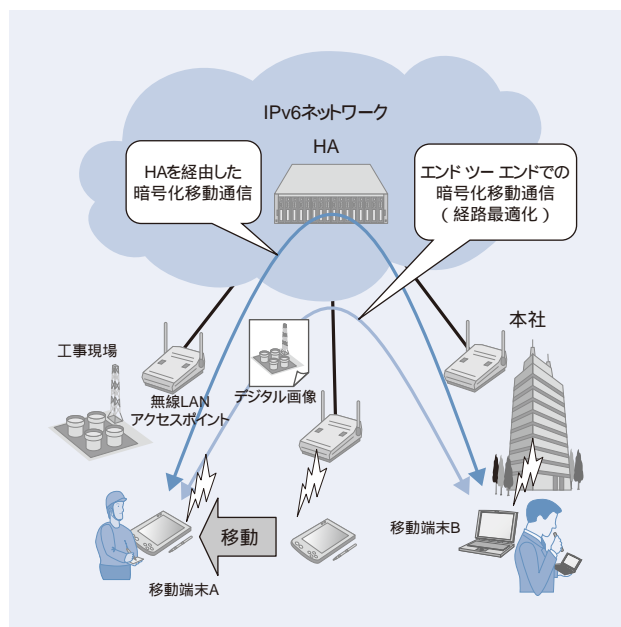 IPv6ネットワーク
HA
HAを経由した
暗号化移動通信
エンド ツー エンドでの
暗号化移動通信
（経路最適化）
本社
工事現場
無線LAN
アクセスポイント
デジタル画像
移動
移動端末A
移動端末B